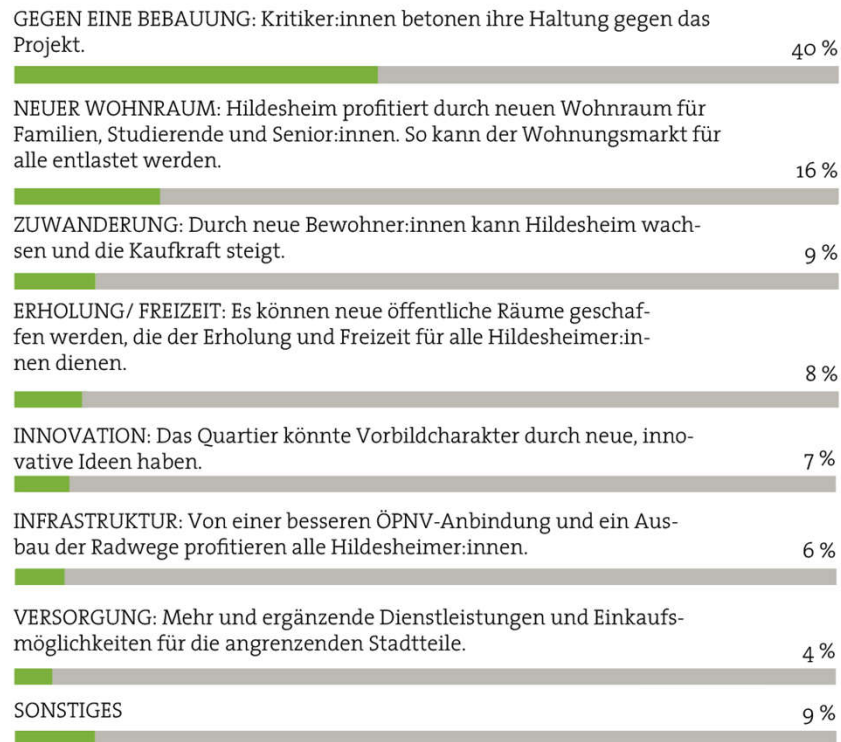 GEGEN EINE BEBAUUNG: Kritiker:innen betonen ihre Haltung gegen das
Projekt.
40 %
NEUER WOHNRAUM: Hildesheim profitiert durch neuen Wohnraum für
Familien, Studierende und Senior:innen. So kann der Wohnungsmarkt für
alle entlastet werden.
16 %
ZUWANDERUNG: Durch neue Bewohner:innen kann Hildesheim wach-
sen und die Kaufkraft steigt.
9 %
ERHOLUNG/ FREIZEIT: Es können neue öffentliche Räume geschaf-
fen werden, die der Erholung und Freizeit für alle Hildesheimer:in-
nen dienen.
8 %
INNOVATION: Das Quartier könnte Vorbildcharakter durch neue, inno-
vative Ideen haben.
7 %
INFRASTRUKTUR: Von einer besseren ÖPNV-Anbindung und ein Aus-
bau der Radwege profitieren alle Hildesheimer:innen.
6 %
VERSORGUNG: Mehr und ergänzende Dienstleistungen und Einkaufs-
möglichkeiten für die angrenzenden Stadtteile.
4 %
SONSTIGES
9 %